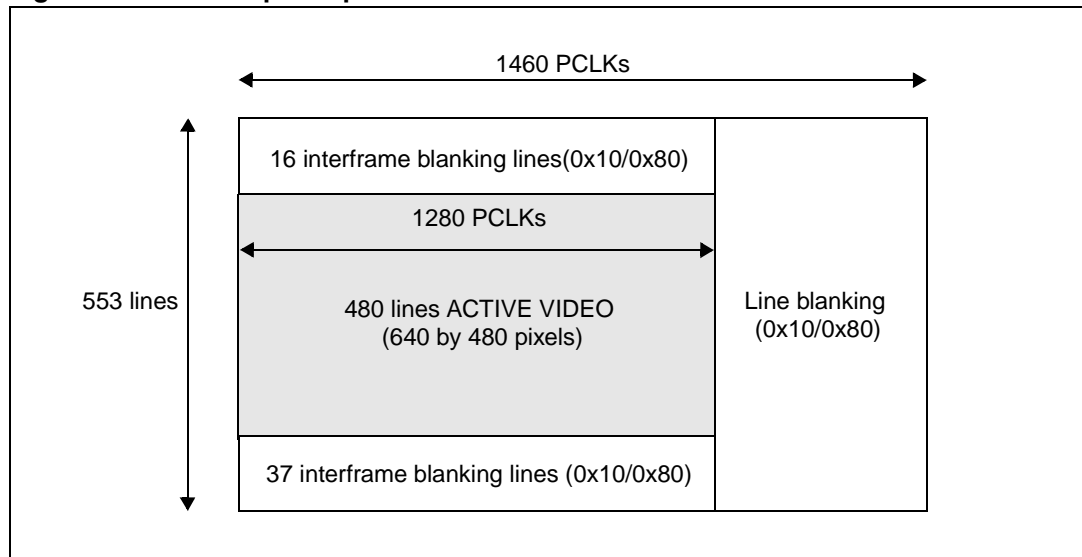 1460 PCLKs
16 interframe blanking lines(0x10/0x80)
1280 PCLKs
553 lines
480 lines ACTIVE VIDEO
(640 by 480 pixels)
Line blanking
(0x10/0x80)
37 interframe blanking lines (0x10/0x80)